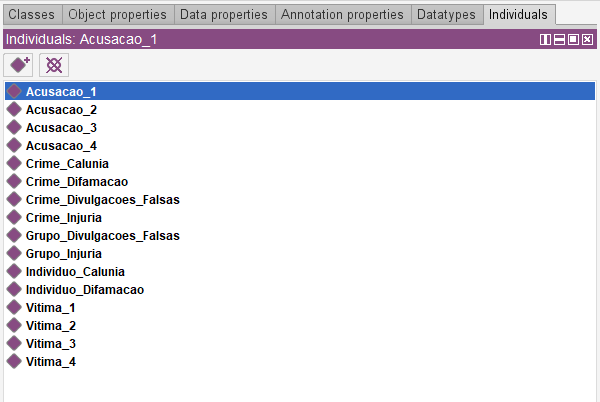 Classes Object properties Data properties Annotation properties Datatypes Individuals
Individuals: Acusacao_1
Acusacao_1
Acusacao_2
Acusacao_3
Acusacao_4
Crime_Calunia
Crime_Difamacao
Crime_Divulgacoes_Falsas
Crime_Injuria
Grupo_Divulgacoes_Falsas
Grupo_Injuria
Individuo_Calunia
Individuo_Difamacao
Vitima_1
Vitima_2
Vitima_3
Vitima_4